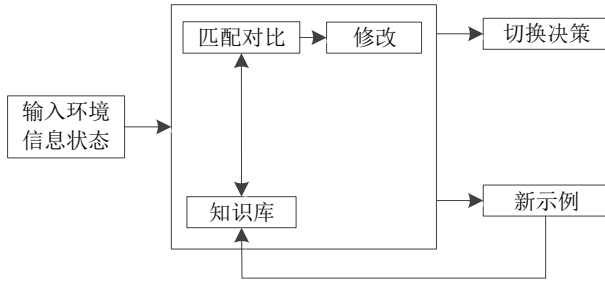 匹配对比
修改
切换决策
输入环境
信息状态
知识库
新示例